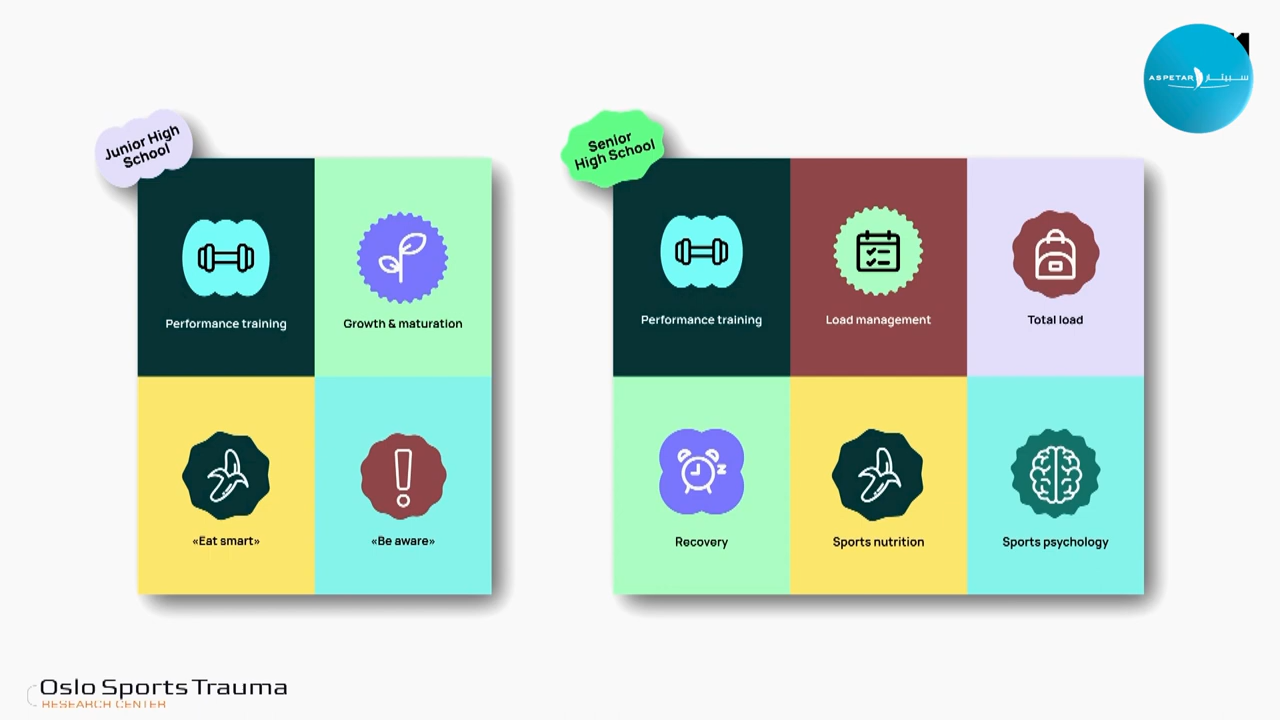 ASPETAR سبيتار
Junior High
School
Performance training
Growth & maturation
«Eat smart»
«Be aware»
Senior
High School
Performance training
Load management
Total load
Recovery
Sports nutrition
Sports psychology
Oslo Sports Trauma
RESEARCH CENTER